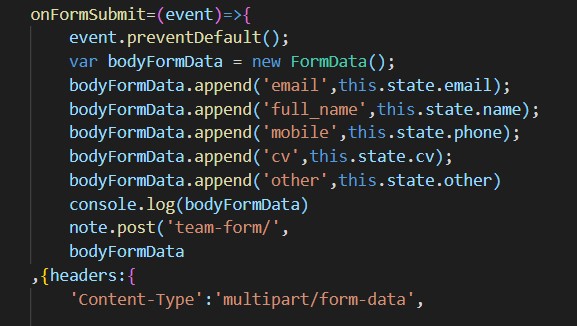 onFormSubmit=(event)=>{
event.preventDefault();
var bodyFormData = new FormData();
bodyFormData.append('email',this.state.email);
bodyFormData.append('full_name',this.state.name);
bodyFormData.append('mobile',this.state.phone);
bodyFormData.append('cv',this.state.cv);
bodyFormData.append('other',this.state.other)
console.log(bodyFormData)
note.post('team-form/',
bodyFormData
,{headers:{
'Content-Type':'multipart/form-data',